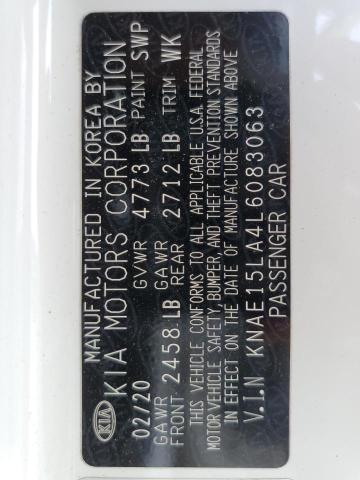 MANUFACTURED IN KOREA BY
KIA KIA MOTORS CORPORATION
02/20 GVWR 4773 LB PAINT SWP
GAWR FRONT 2458 LB GAWR REAR 2712 LB TRIM WK
THIS VEHICLE CONFORMS TO ALL APPLICABLE U.S.A. FEDERAL
MOTOR VEHICLE SAFETY, BUMPER, AND THEFT PREVENTION STANDARDS
IN EFFECT ON THE DATE OF MANUFACTURE SHOWN ABOVE
V.I.N KNAE15LA4L6083063
PASSENGER CAR